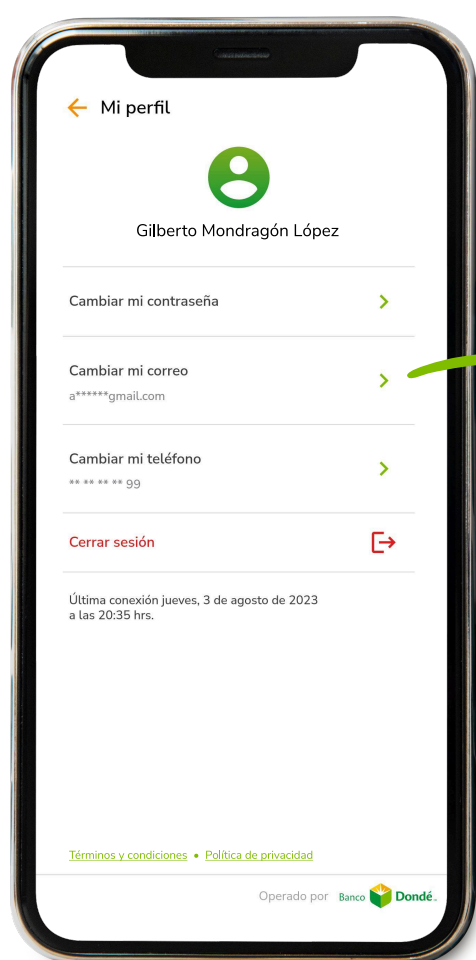 Mi perfil
Gilberto Mondragón López
Cambiar mi contraseña
Cambiar mi correo
a******gmail.com
Cambiar mi teléfono
** ** ** ** 99
Cerrar sesión
Última conexión jueves, 3 de agosto de 2023
a las 20:35 hrs.
Términos y condiciones • Política de privacidad
Operado por Banco Dondé